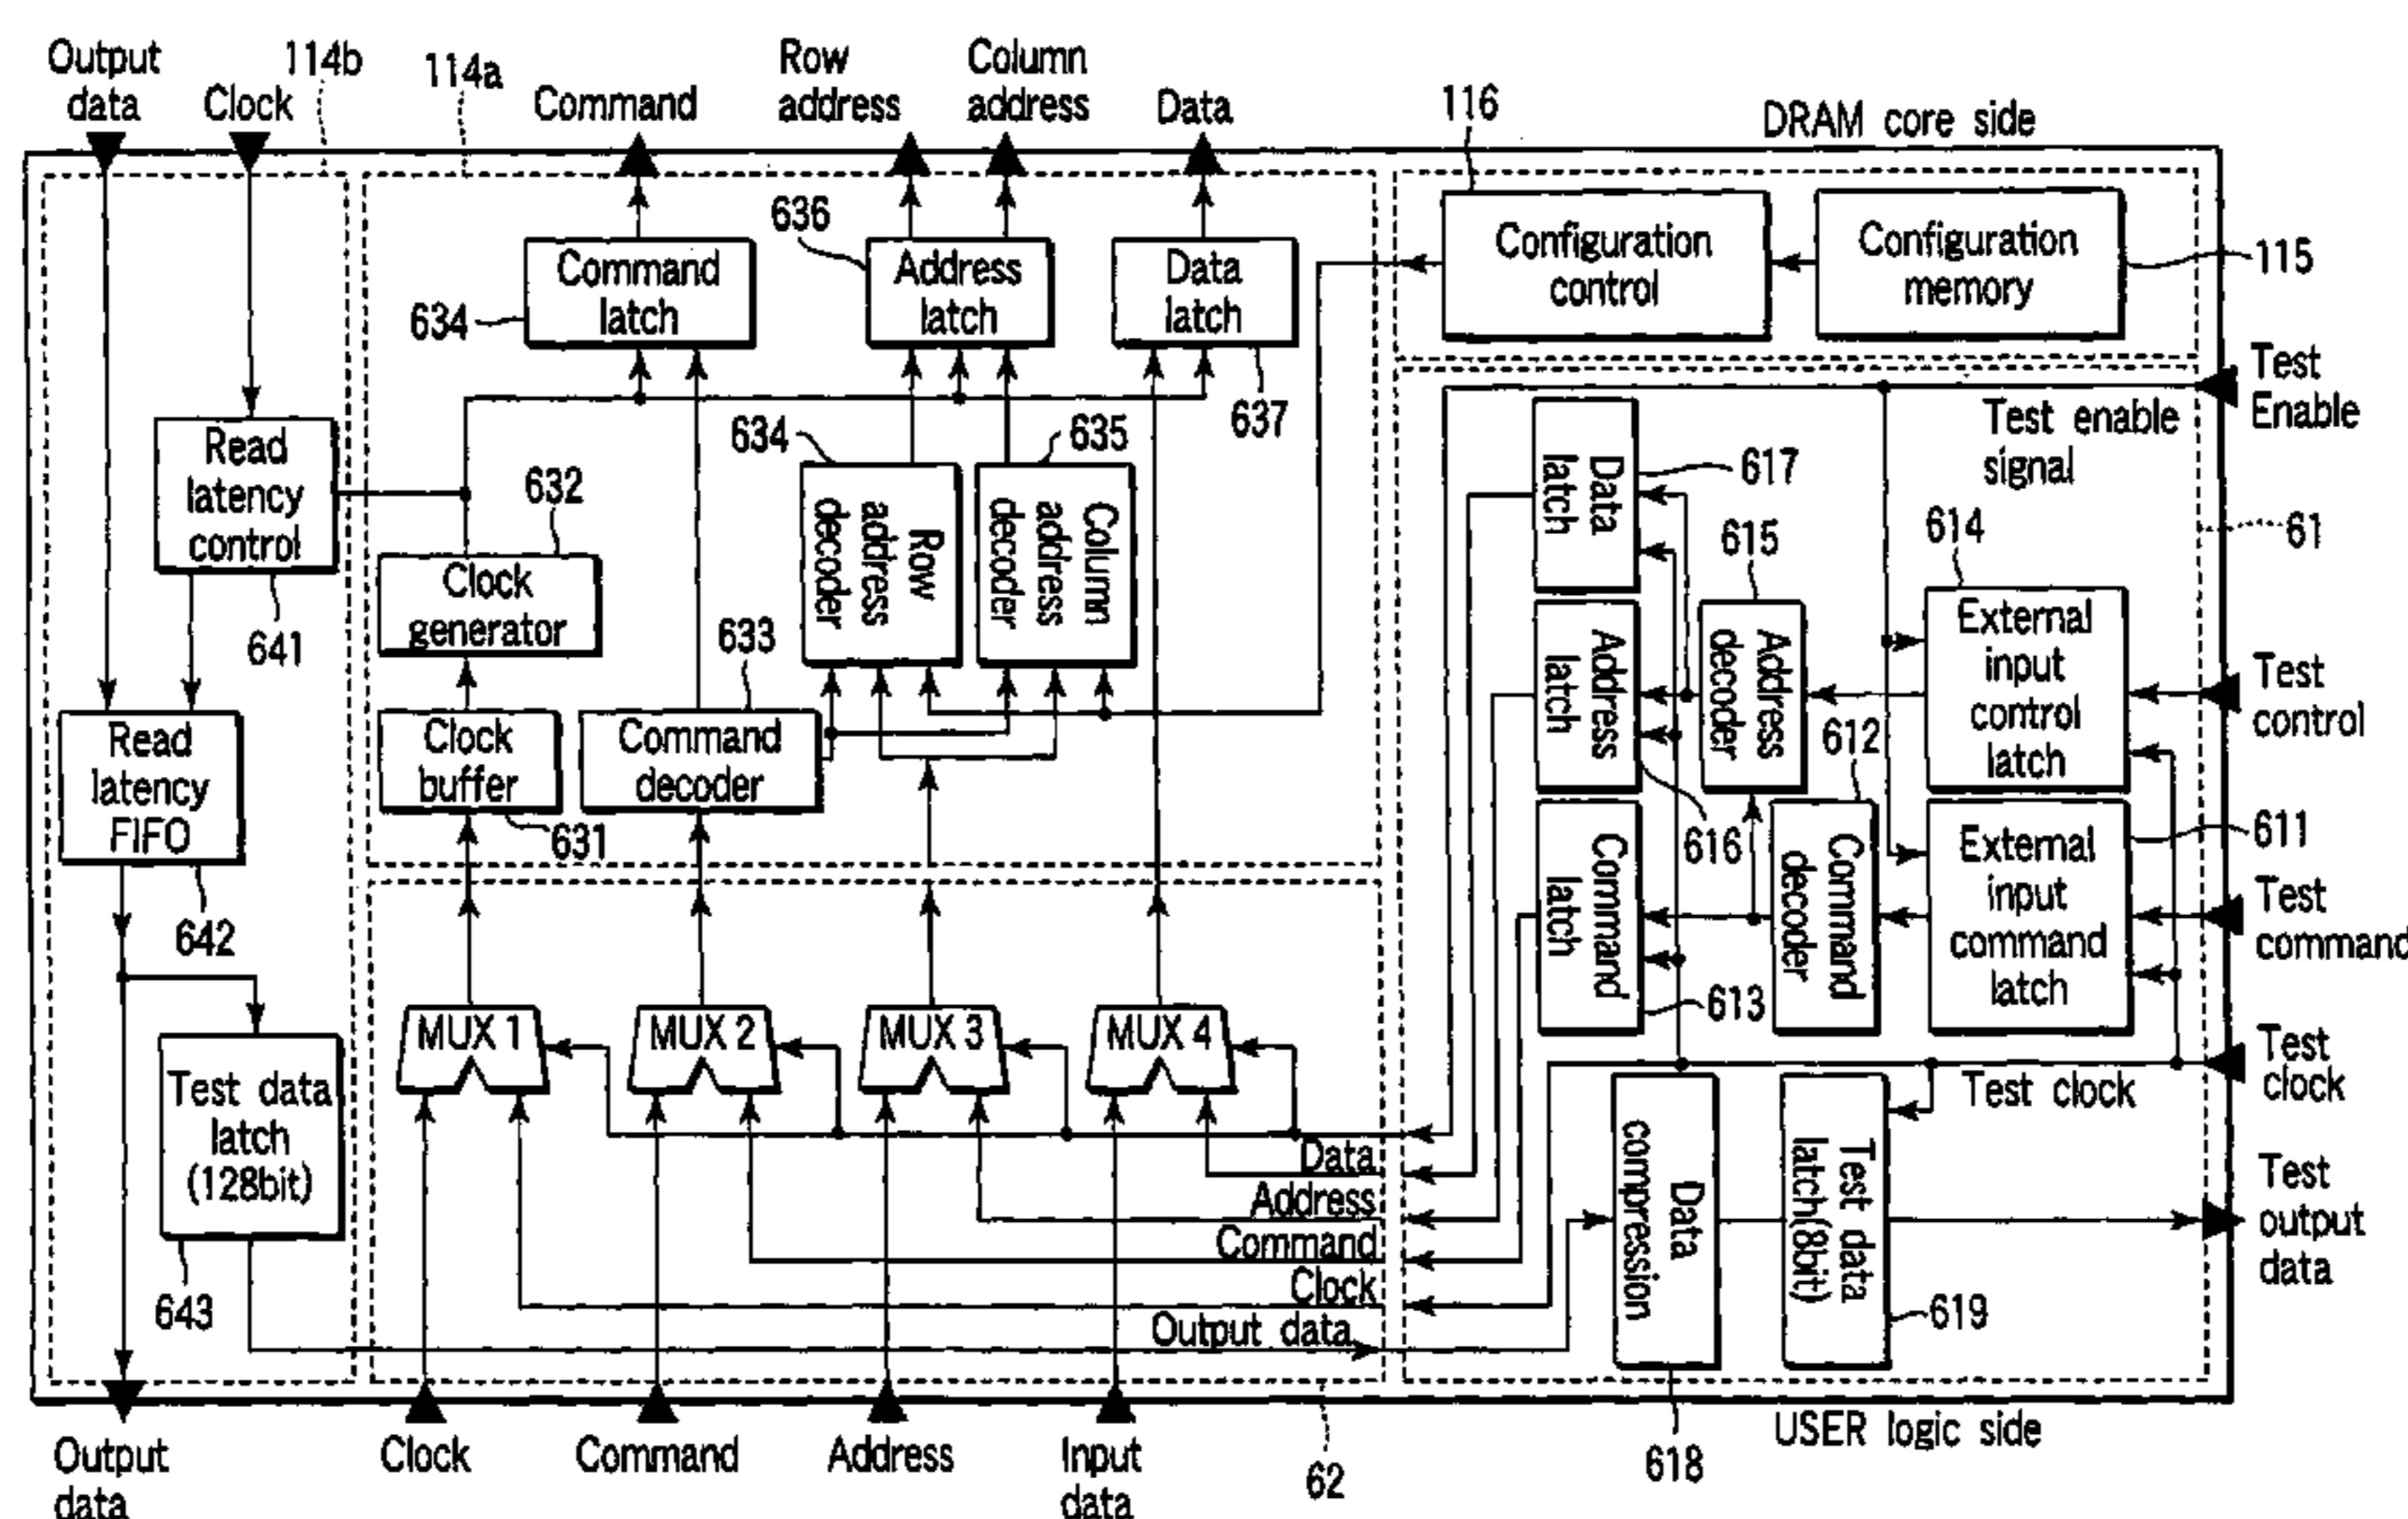 Output
data
Clock
114b
114a
Command
Row
address
Column
address
Data
116
DRAM core side
636
634
Command
latch
Address
latch
Data
latch
637
Configuration
control
Configuration
memory
115
Test
Enable
Test enable
signal
Read
latency
control
641
632
Clock
generator
634
Row
address
decoder
635
Column
address
decoder
633
Clock
buffer
631
Command
decoder
Read
latency
FIFO
642
Data
latch
617
61
614
615
External
input
control
latch
Address
decoder
Address
latch
616
612
Test
control
External
input
command
latch
611
Command
decoder
Command
latch
613
Test
command
MUX 1
MUX 2
MUX 3
MUX 4
Test data
latch
(128bit)
643
Test
clock
Test clock
Data
Address
Command
Clock
Output data
Data
compression
Test data
latch(8bit)
619
Test
output
data
618
USER logic side
Output
data
Clock
Command
Address
Input
data
62